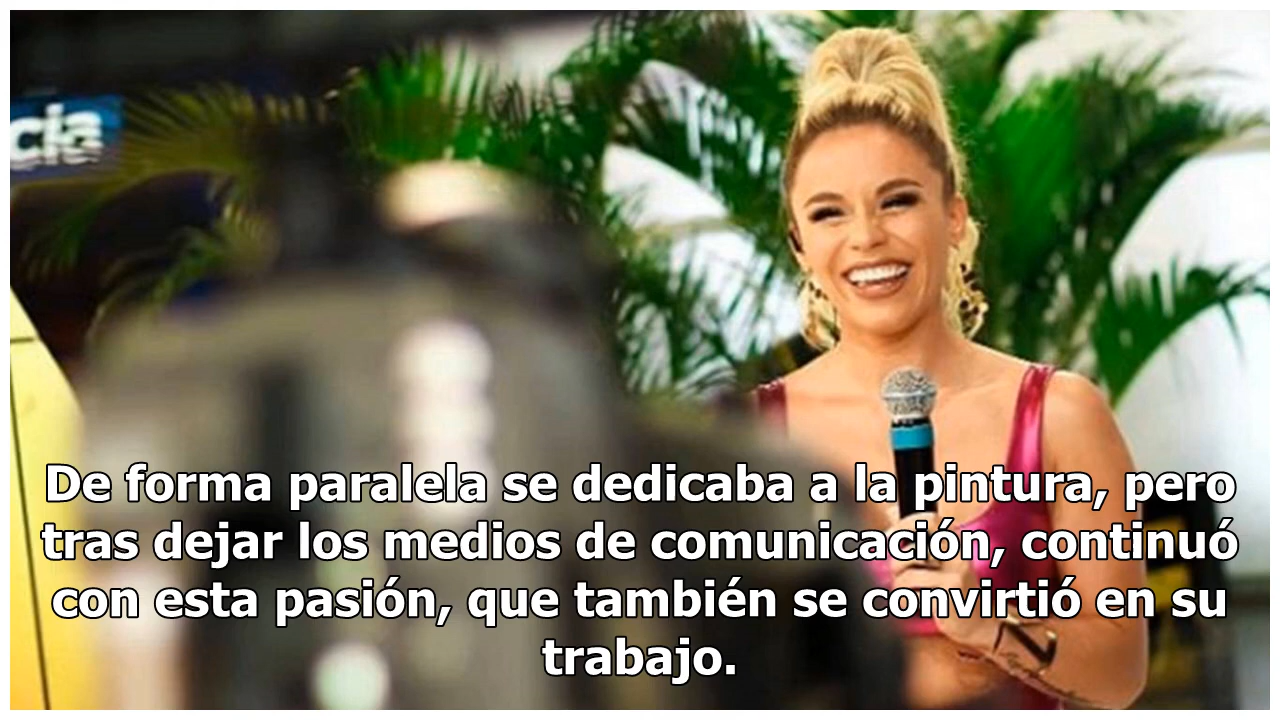 cia
De forma paralela se dedicaba a la pintura, pero
tras dejar los medios de comunicación, continuó
con esta pasión, que también se convirtió en su
trabajo.